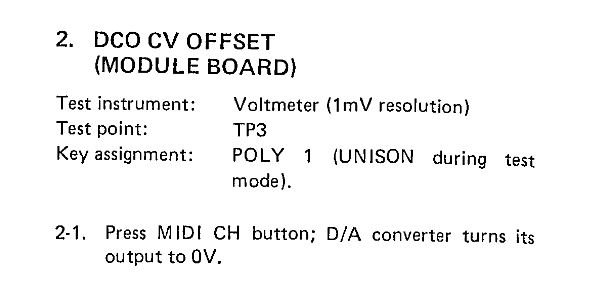 2. DCO CV OFFSET
(MODULE BOARD)
Test instrument: Voltmeter (1mV resolution)
Test point: TP3
Key assignment: POLY 1 (UNISON during test
mode).
2-1. Press MIDI CH button; D/A converter turns its
output to 0V.